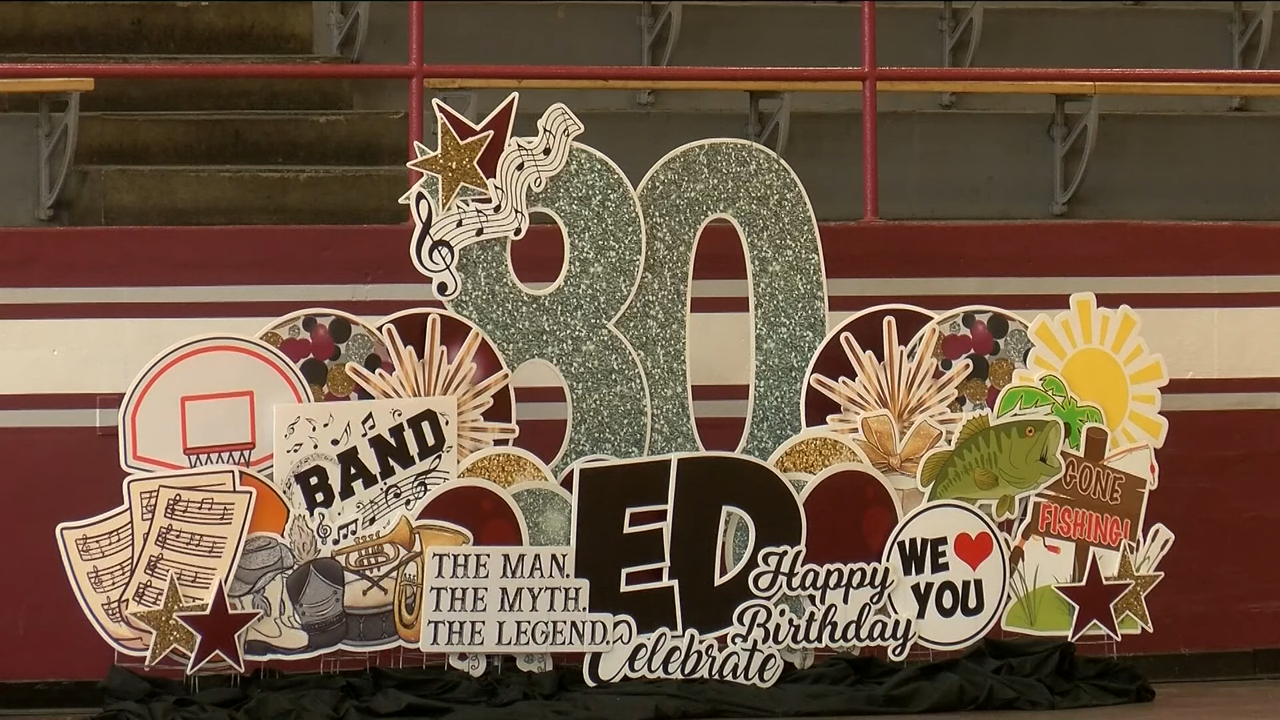 80
BAND
GONE
FISHING!
ED
WE ♥
YOU
THE MAN.
THE MYTH.
THE LEGEND.
Happy
Birthday
Celebrate